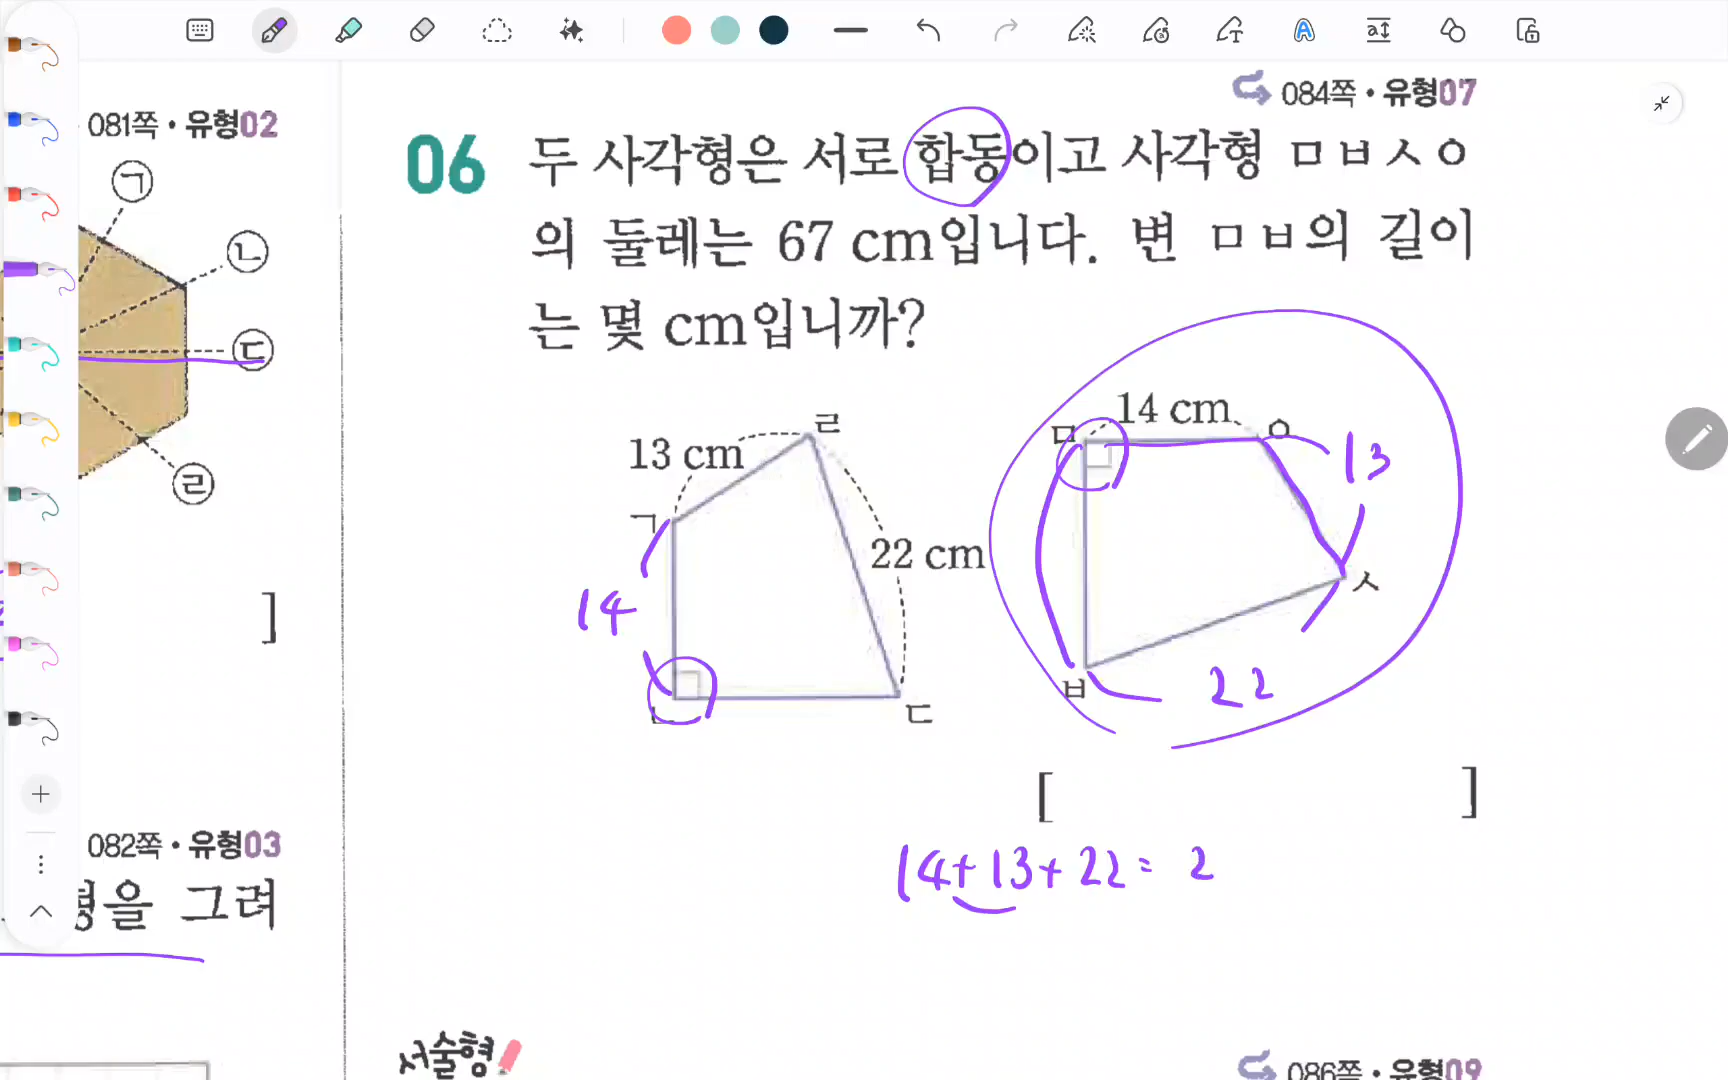 081쪽・유형02
㉠
㉡
㉢
㉣
]
082쪽・유형03
형을 그려
084쪽・유형07
06 두 사각형은 서로 합동이고 사각형 ㅁㅂㅅㅇ
의 둘레는 67 cm입니다. 변 ㅁㅂ의 길이
는 몇 cm입니까?
13 cm
ㄹ
ㄱ
22 cm
14
ㄴ
ㄷ
14 cm
ㅁ
ㅇ
13
ㅅ
ㅂ
22
[ ]
14+13+22= 2
서술형
086쪽・유형09